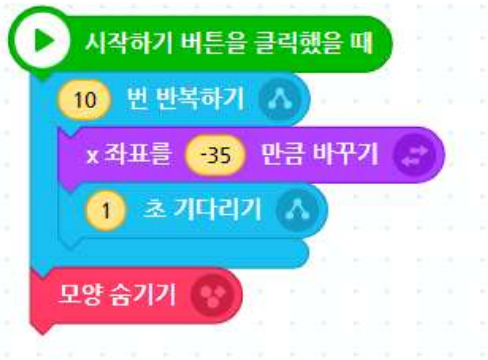 시작하기 버튼을 클릭했을 때
10 번 반복하기
x 좌표를 -35 만큼 바꾸기
1 초 기다리기
모양 숨기기